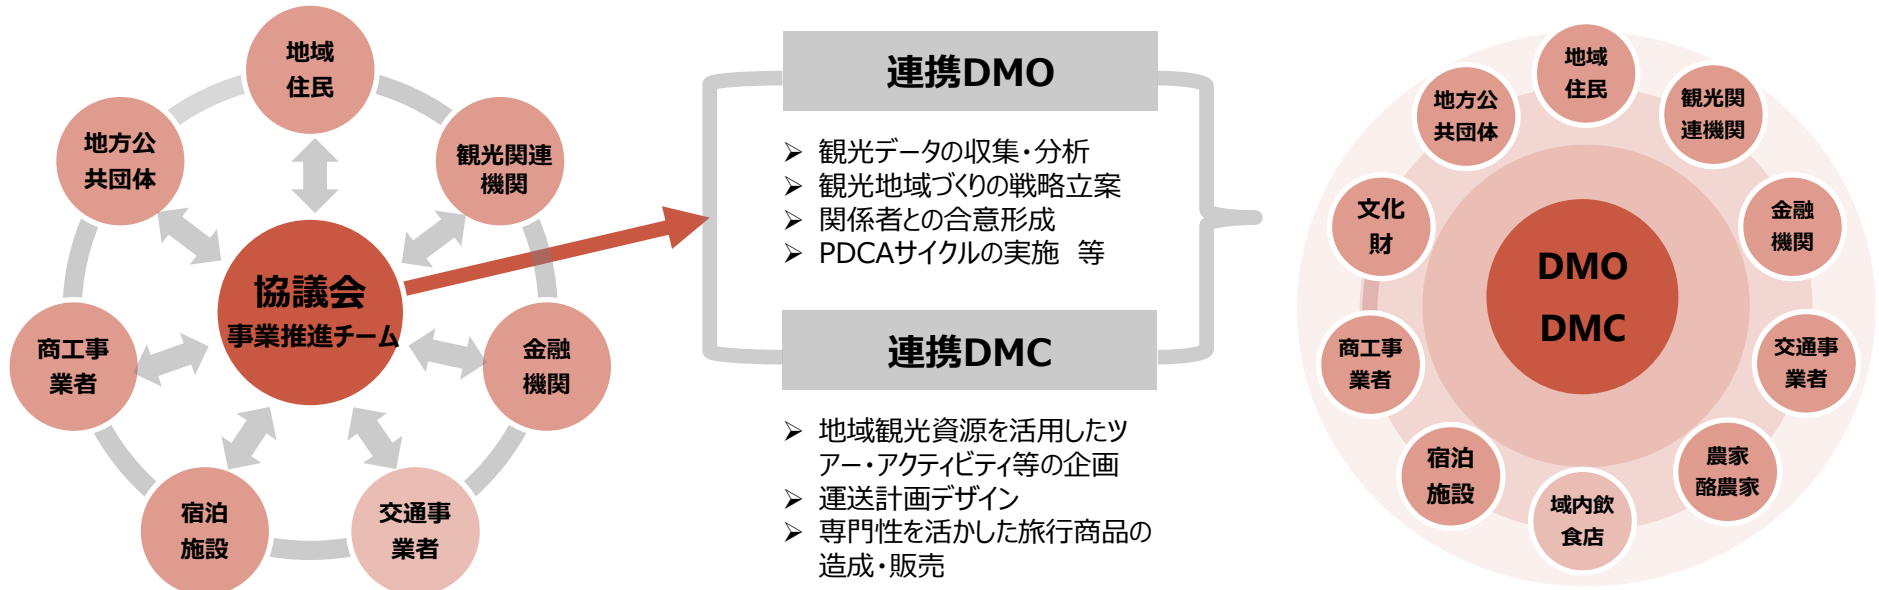 地域
住民
地方公
共団体
観光関連
機関
協議会
事業推進チーム
商工事
業者
金融
機関
宿泊
施設
交通事
業者
連携DMO
➢ 観光データの収集・分析
➢ 観光地域づくりの戦略立案
➢ 関係者との合意形成
➢ PDCAサイクルの実施　等
連携DMC
➢ 地域観光資源を活用したツ
アー・アクティビティ等の企画
➢ 運送計画デザイン
➢ 専門性を活かした旅行商品の
造成・販売
地域
住民
地方公
共団体
観光関
連機関
文化
財
金融
機関
DMO
DMC
商工事
業者
交通事
業者
宿泊
施設
農家
酪農家
域内飲
食店